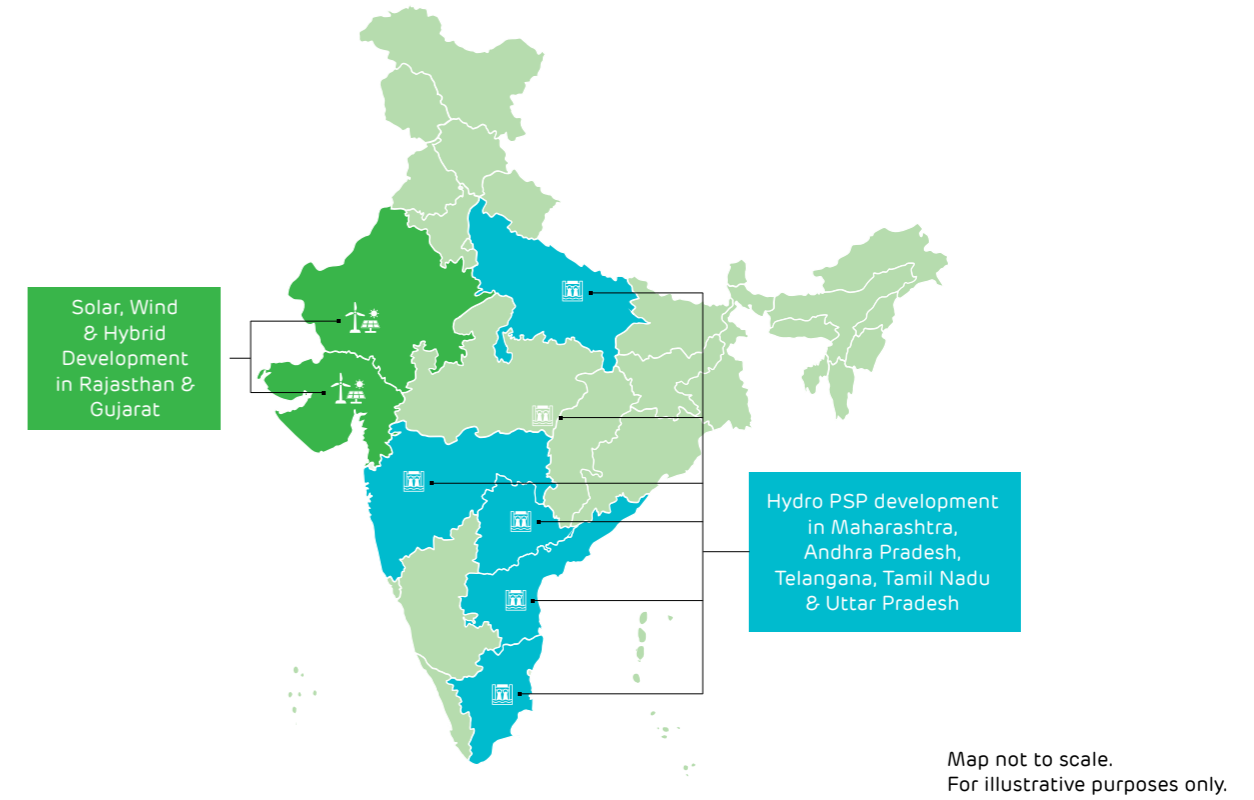 Solar, Wind
& Hybrid
Development
in Rajasthan &
Gujarat
Hydro PSP development
in Maharashtra,
Andhra Pradesh,
Telangana, Tamil Nadu
& Uttar Pradesh
Map not to scale.
For illustrative purposes only.